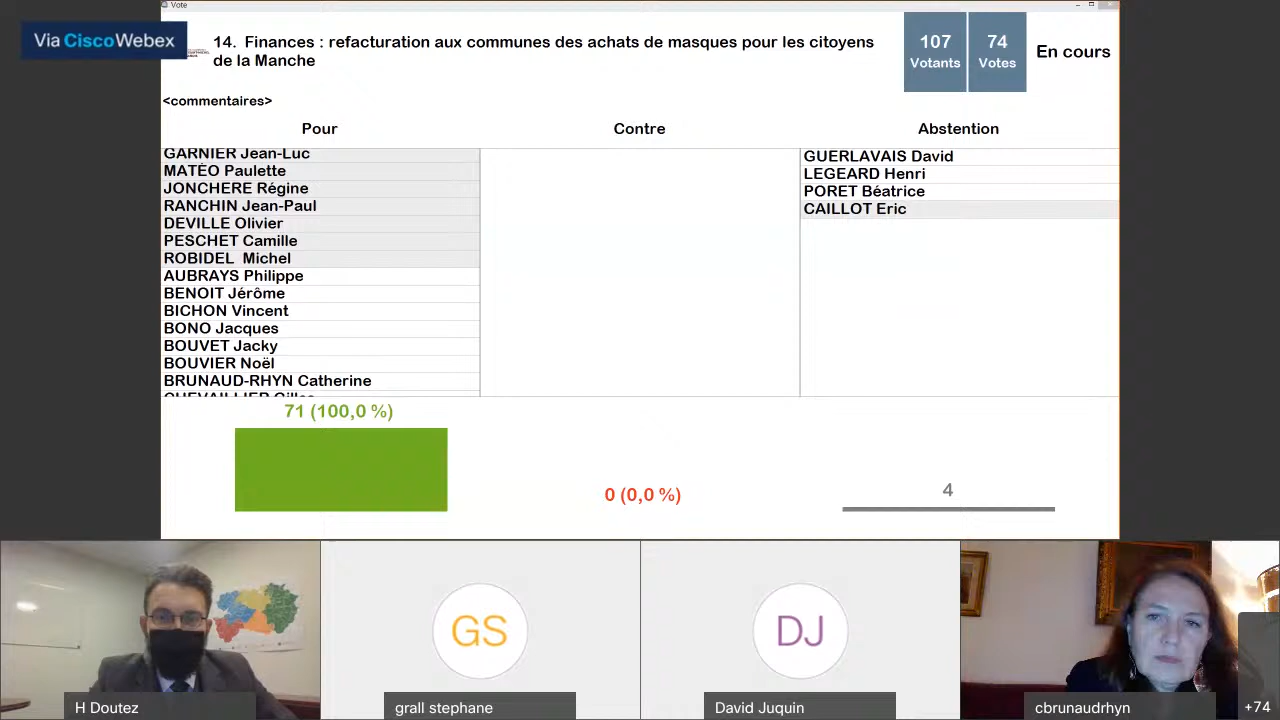 Vote
Via Cisco Webex
14. Finances : refacturation aux communes des achats de masques pour les citoyens
de la Manche
107
Votants
74
Votes
En cours
<commentaires>
Pour
Contre
Abstention
GARNIER Jean-Luc
MATÉO Paulette
JONCHERE Régine
RANCHIN Jean-Paul
DEVILLE Olivier
PESCHET Camille
ROBIDEL  Michel
AUBRAYS Philippe
BENOIT Jérôme
BICHON Vincent
BONO Jacques
BOUVET Jacky
BOUVIER Noël
BRUNAUD-RHYN Catherine
GUERLAVAIS David
LEGEARD Henri
PORET Béatrice
CAILLOT Eric
71 (100,0 %)
0 (0,0 %)
4
GS
DJ
H Doutez
grall stephane
David Juquin
cbrunaudrhyn
+74